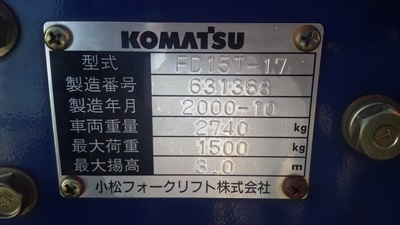 KOMATSU
型式 FD15T-17
製造番号 631368
製造年月 2000-10
車両重量 2740 kg
最大荷重 1500 kg
最大揚高 3.0 m
小松フォークリフト株式会社